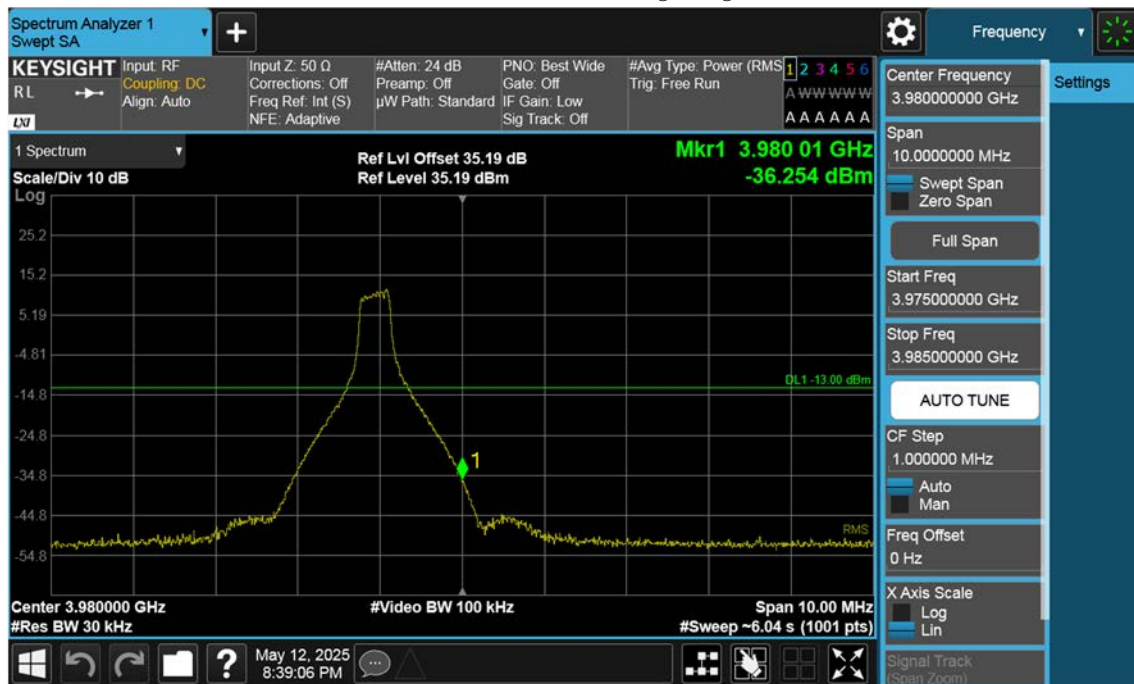 Spectrum Analyzer 1
Swept SA
+
Frequency
KEYSIGHT
RL
LXI
Input: RF
Coupling: DC
Align: Auto
Input Z: 50 Ω
Corrections: Off
Freq Ref: Int (S)
NFE: Adaptive
#Atten: 24 dB
Preamp: Off
µW Path: Standard
PNO: Best Wide
Gate: Off
IF Gain: Low
Sig Track: Off
#Avg Type: Power (RMS
Trig: Free Run
1 2 3 4 5 6
A W W W W W
A A A A A A
1 Spectrum
Scale/Div 10 dB
Ref Lvl Offset 35.19 dB
Ref Level 35.19 dBm
Mkr1 3.980 01 GHz
-36.254 dBm
Log
25.2
15.2
5.19
-4.81
-14.8
-24.8
-34.8
-44.8
-54.8
DL1 -13.00 dBm
1
RMS
Center 3.980000 GHz
#Res BW 30 kHz
#Video BW 100 kHz
Span 10.00 MHz
#Sweep ~6.04 s (1001 pts)
Center Frequency
3.980000000 GHz
Span
10.0000000 MHz
Swept Span
Zero Span
Full Span
Start Freq
3.975000000 GHz
Stop Freq
3.985000000 GHz
AUTO TUNE
CF Step
1.000000 MHz
Auto
Man
Freq Offset
0 Hz
X Axis Scale
Log
Lin
Signal Track
(Span Zoom)
Settings
?
May 12, 2025
8:39:06 PM